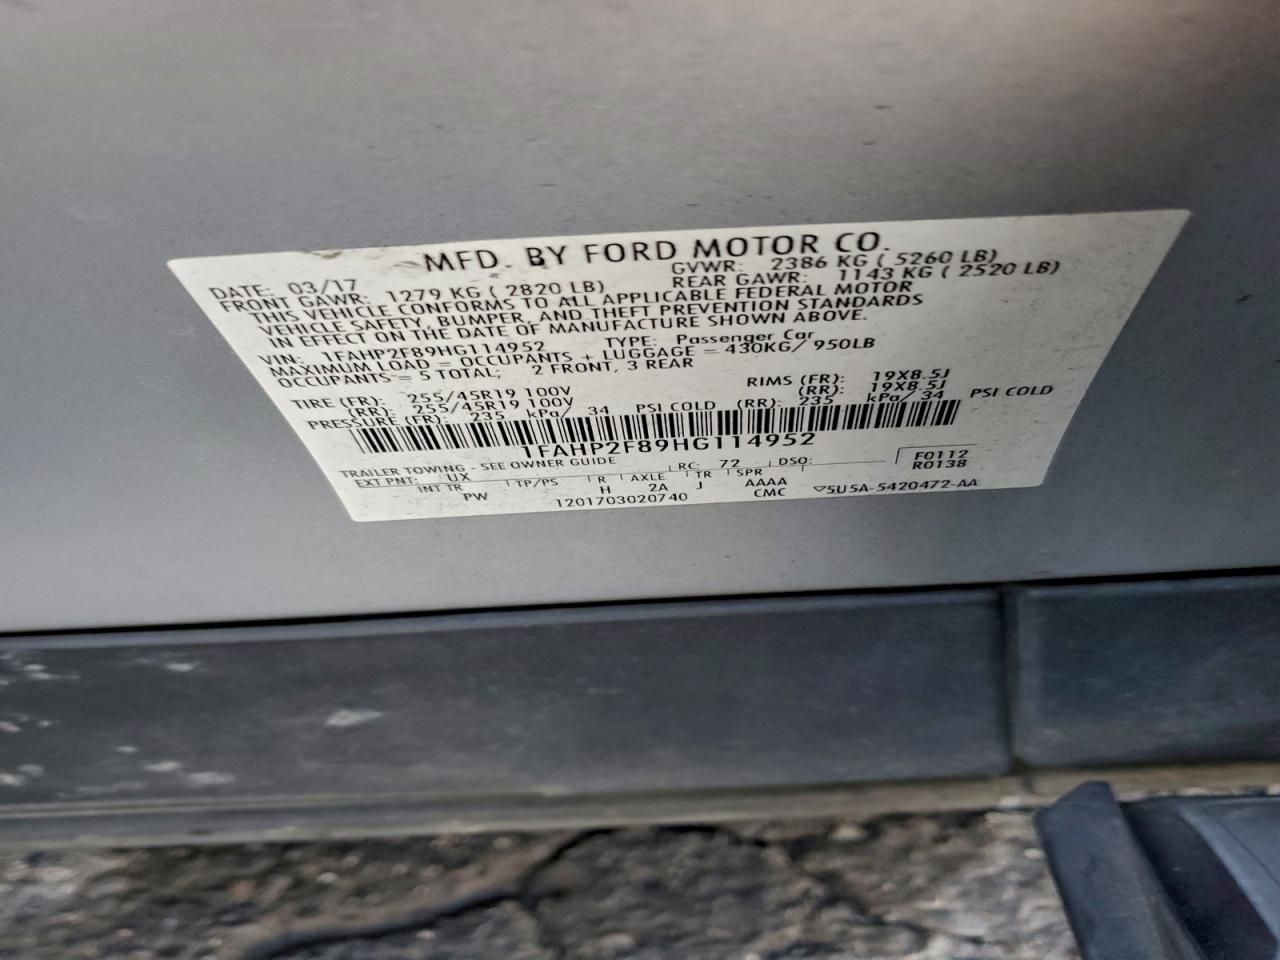 MFD. BY FORD MOTOR CO.
DATE: 03/17 GVWR: 2386 KG ( 5260 LB)
FRONT GAWR: 1279 KG ( 2820 LB) REAR GAWR: 1143 KG ( 2520 LB)
THIS VEHICLE CONFORMS TO ALL APPLICABLE FEDERAL MOTOR
VEHICLE SAFETY, BUMPER, AND THEFT PREVENTION STANDARDS
IN EFFECT ON THE DATE OF MANUFACTURE SHOWN ABOVE.
VIN: 1FAHP2F89HG114952 TYPE: Passenger Car
MAXIMUM LOAD = OCCUPANTS + LUGGAGE = 430KG/ 950LB
OCCUPANTS = 5 TOTAL; 2 FRONT, 3 REAR
TIRE (FR): 255/45R19 100V RIMS (FR): 19X8.5J
(RR): 255/45R19 100V (RR): 19X8.5J
PRESSURE (FR): 235 kPa/ 34 PSI COLD (RR): 235 kPa/ 34 PSI COLD
1FAHP2F89HG114952
TRAILER TOWING - SEE OWNER GUIDE F0112
EXT PNT: UX RC: 72 DSO: R0138
INT TR TP/PS R AXLE TR SPR
PW H 2A J AAAA
1201703020740 CMC ▽5U5A-5420472-AA